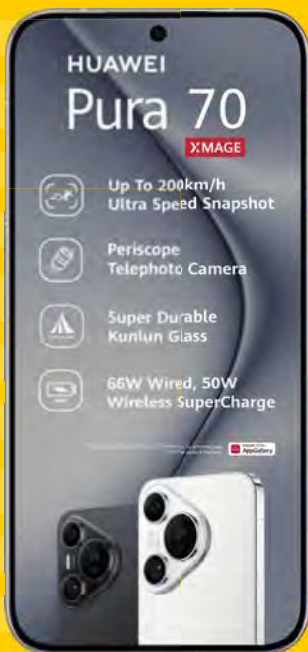 HUAWEI
Pura 70
XMAGE
Up To 200km/h
Ultra Speed Snapshot
Periscope
Telephoto Camera
Super Durable
Kunlun Glass
66W Wired, 50W
Wireless SuperCharge
AppGallery